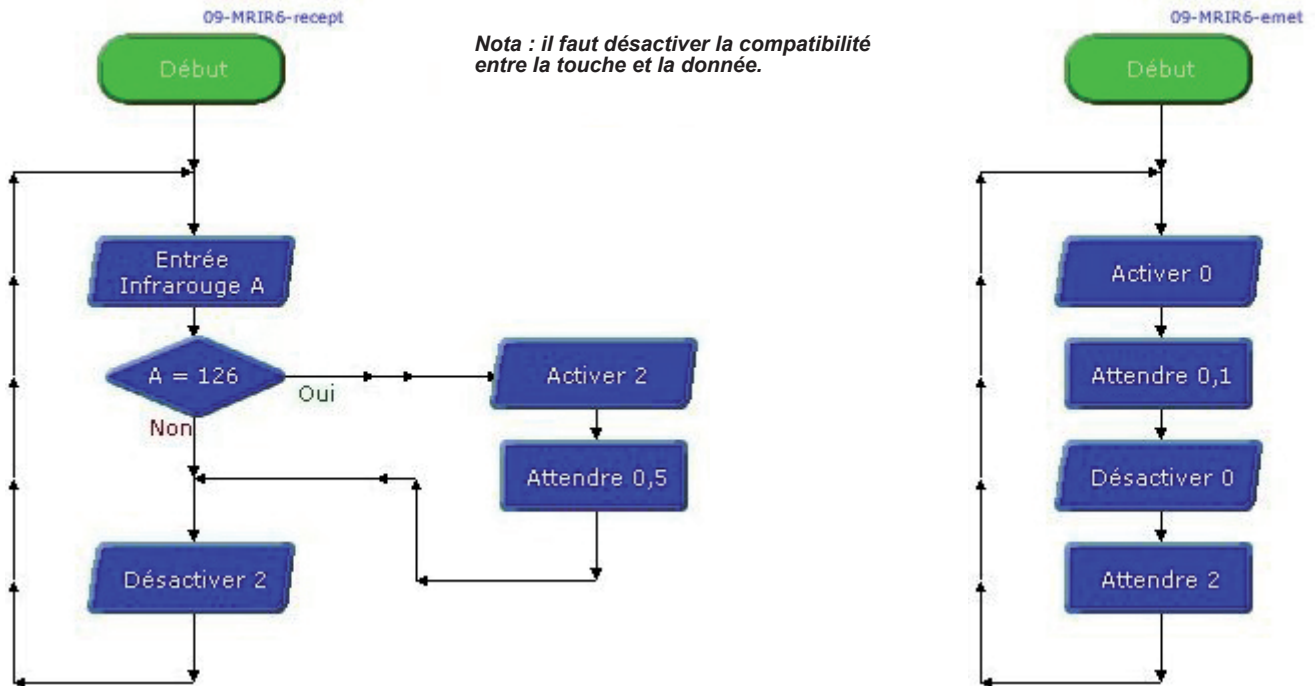 09-MRIR6-recept
Début
Entrée
Infrarouge A
A = 126
Oui
Non
Activer 2
Attendre 0,5
Désactiver 2
Nota : il faut désactiver la compatibilité
entre la touche et la donnée.
09-MRIR6-emet
Début
Activer 0
Attendre 0,1
Désactiver 0
Attendre 2